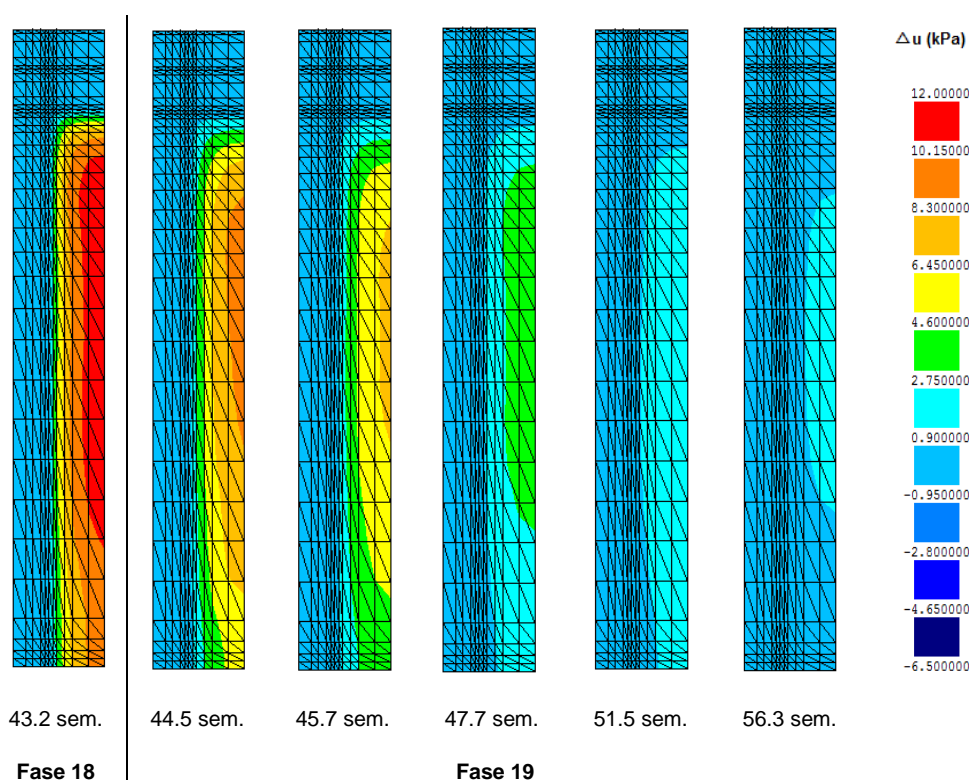 △u (kPa)
12.00000
10.15000
8.300000
6.450000
4.600000
2.750000
0.900000
-0.950000
-2.800000
-4.650000
-6.500000
43.2 sem.
44.5 sem.
45.7 sem.
47.7 sem.
51.5 sem.
56.3 sem.
Fase 18
Fase 19